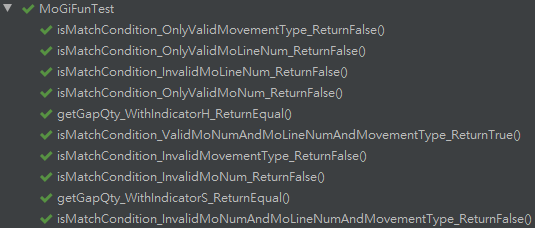 MoGiFunTest
isMatchCondition_OnlyValidMovementType_ReturnFalse()
isMatchCondition_OnlyValidMoLineNum_ReturnFalse()
isMatchCondition_InvalidMoLineNum_ReturnFalse()
isMatchCondition_OnlyValidMoNum_ReturnFalse()
getGapQty_WithIndicatorH_ReturnEqual()
isMatchCondition_ValidMoNumAndMoLineNumAndMovementType_ReturnTrue()
isMatchCondition_InvalidMovementType_ReturnFalse()
isMatchCondition_InvalidMoNum_ReturnFalse()
getGapQty_WithIndicatorS_ReturnEqual()
isMatchCondition_InvalidMoNumAndMoLineNumAndMovementType_ReturnFalse()